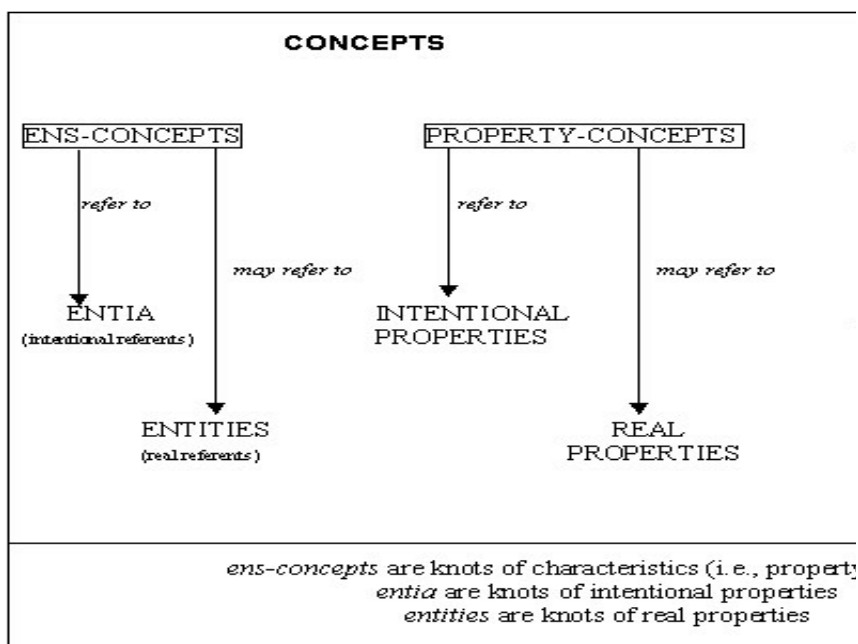 CONCEPTS
ENS-CONCEPTS PROPERTY-CONCEPTS
refer to refer to
may refer to may refer to
ENTIA INTENTIONAL
(intentional referents) PROPERTIES
ENTITIES REAL
(real referents) PROPERTIES
ens-concepts are knots of characteristics (i.e., property
entia are knots of intentional properties
entities are knots of real properties